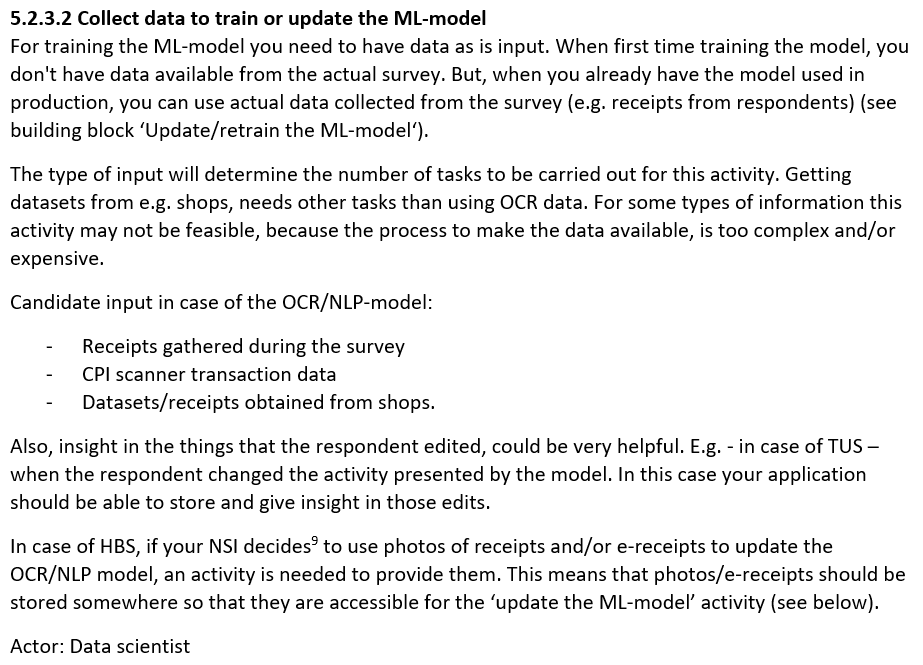 5.2.3.2 Collect data to train or update the ML-model
For training the ML-model you need to have data as is input. When first time training the model, you
don't have data available from the actual survey. But, when you already have the model used in
production, you can use actual data collected from the survey (e.g. receipts from respondents) (see
building block ‘Update/retrain the ML-model‘).
The type of input will determine the number of tasks to be carried out for this activity. Getting
datasets from e.g. shops, needs other tasks than using OCR data. For some types of information this
activity may not be feasible, because the process to make the data available, is too complex and/or
expensive.
Candidate input in case of the OCR/NLP-model:
- Receipts gathered during the survey
- CPI scanner transaction data
- Datasets/receipts obtained from shops.
Also, insight in the things that the respondent edited, could be very helpful. E.g. - in case of TUS –
when the respondent changed the activity presented by the model. In this case your application
should be able to store and give insight in those edits.
In case of HBS, if your NSI decides⁹ to use photos of receipts and/or e-receipts to update the
OCR/NLP model, an activity is needed to provide them. This means that photos/e-receipts should be
stored somewhere so that they are accessible for the ‘update the ML-model’ activity (see below).
Actor: Data scientist